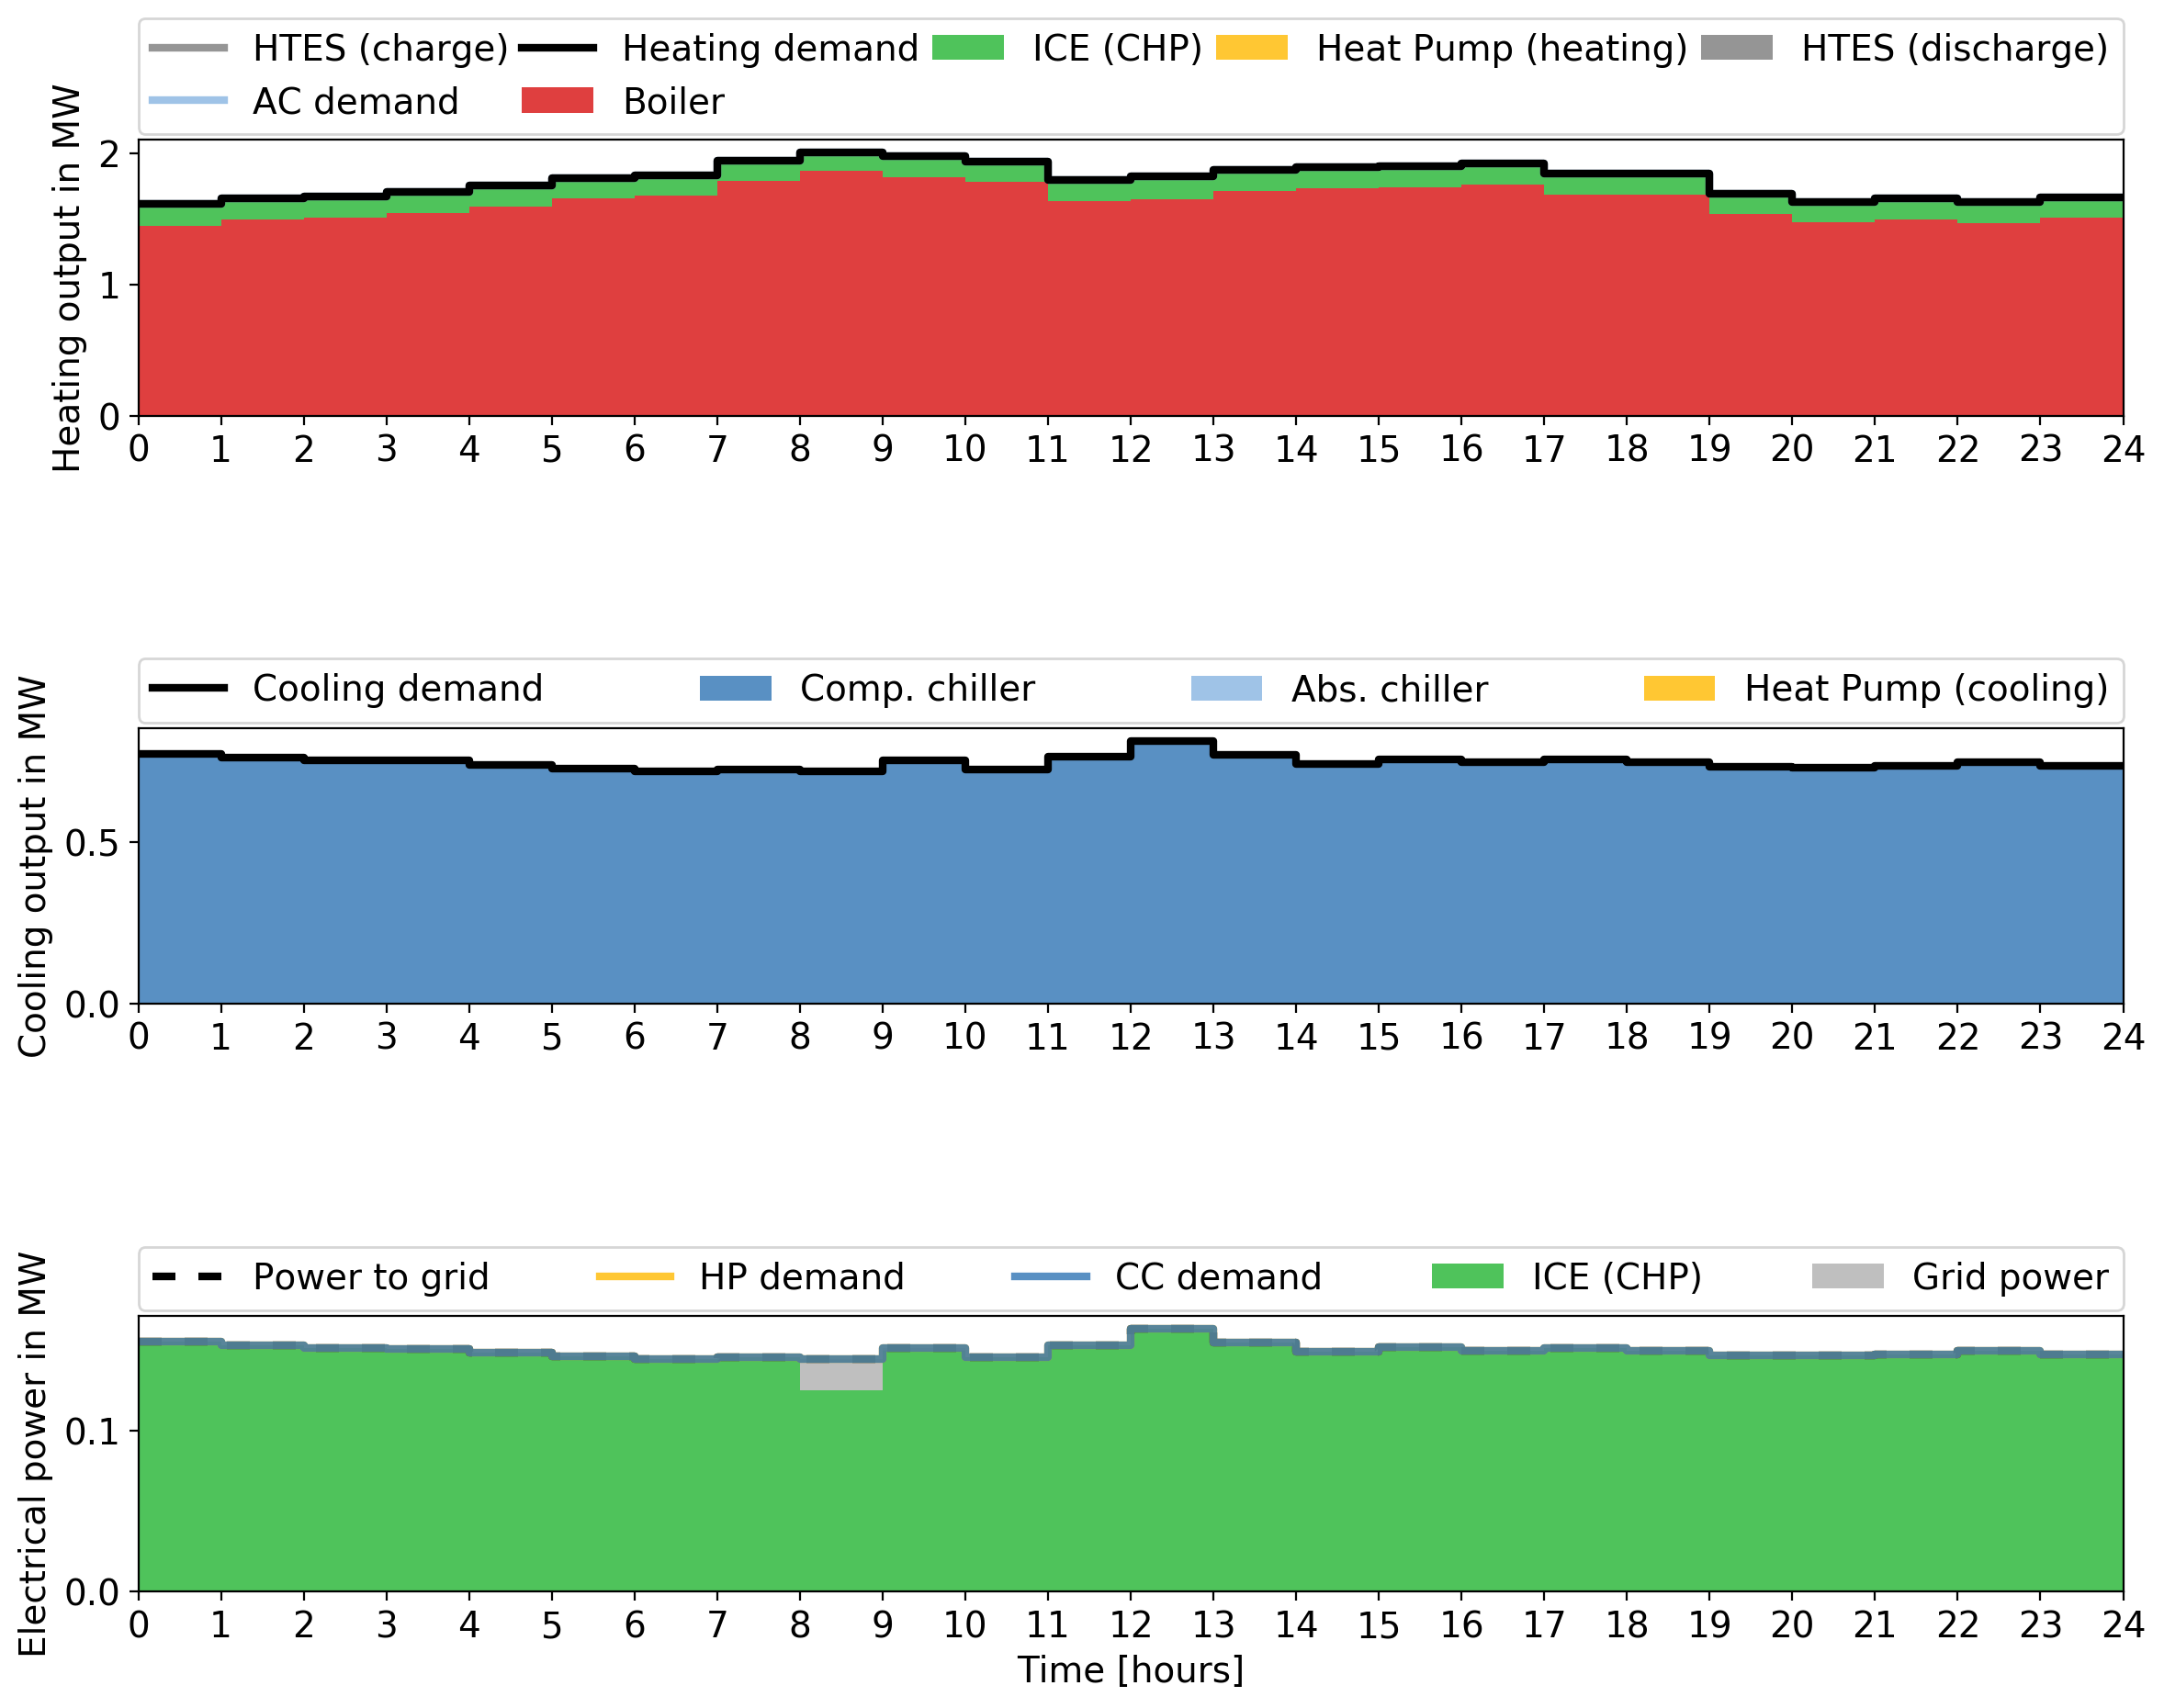 HTES (charge) Heating demand ICE (CHP) Heat Pump (heating) HTES (discharge)
AC demand Boiler
Heating output in MW
2
1
0
0 1 2 3 4 5 6 7 8 9 10 11 12 13 14 15 16 17 18 19 20 21 22 23 24
Cooling demand Comp. chiller Abs. chiller Heat Pump (cooling)
Cooling output in MW
0.5
0.0
0 1 2 3 4 5 6 7 8 9 10 11 12 13 14 15 16 17 18 19 20 21 22 23 24
Power to grid HP demand CC demand ICE (CHP) Grid power
Electrical power in MW
0.1
0.0
0 1 2 3 4 5 6 7 8 9 10 11 12 13 14 15 16 17 18 19 20 21 22 23 24
Time [hours]